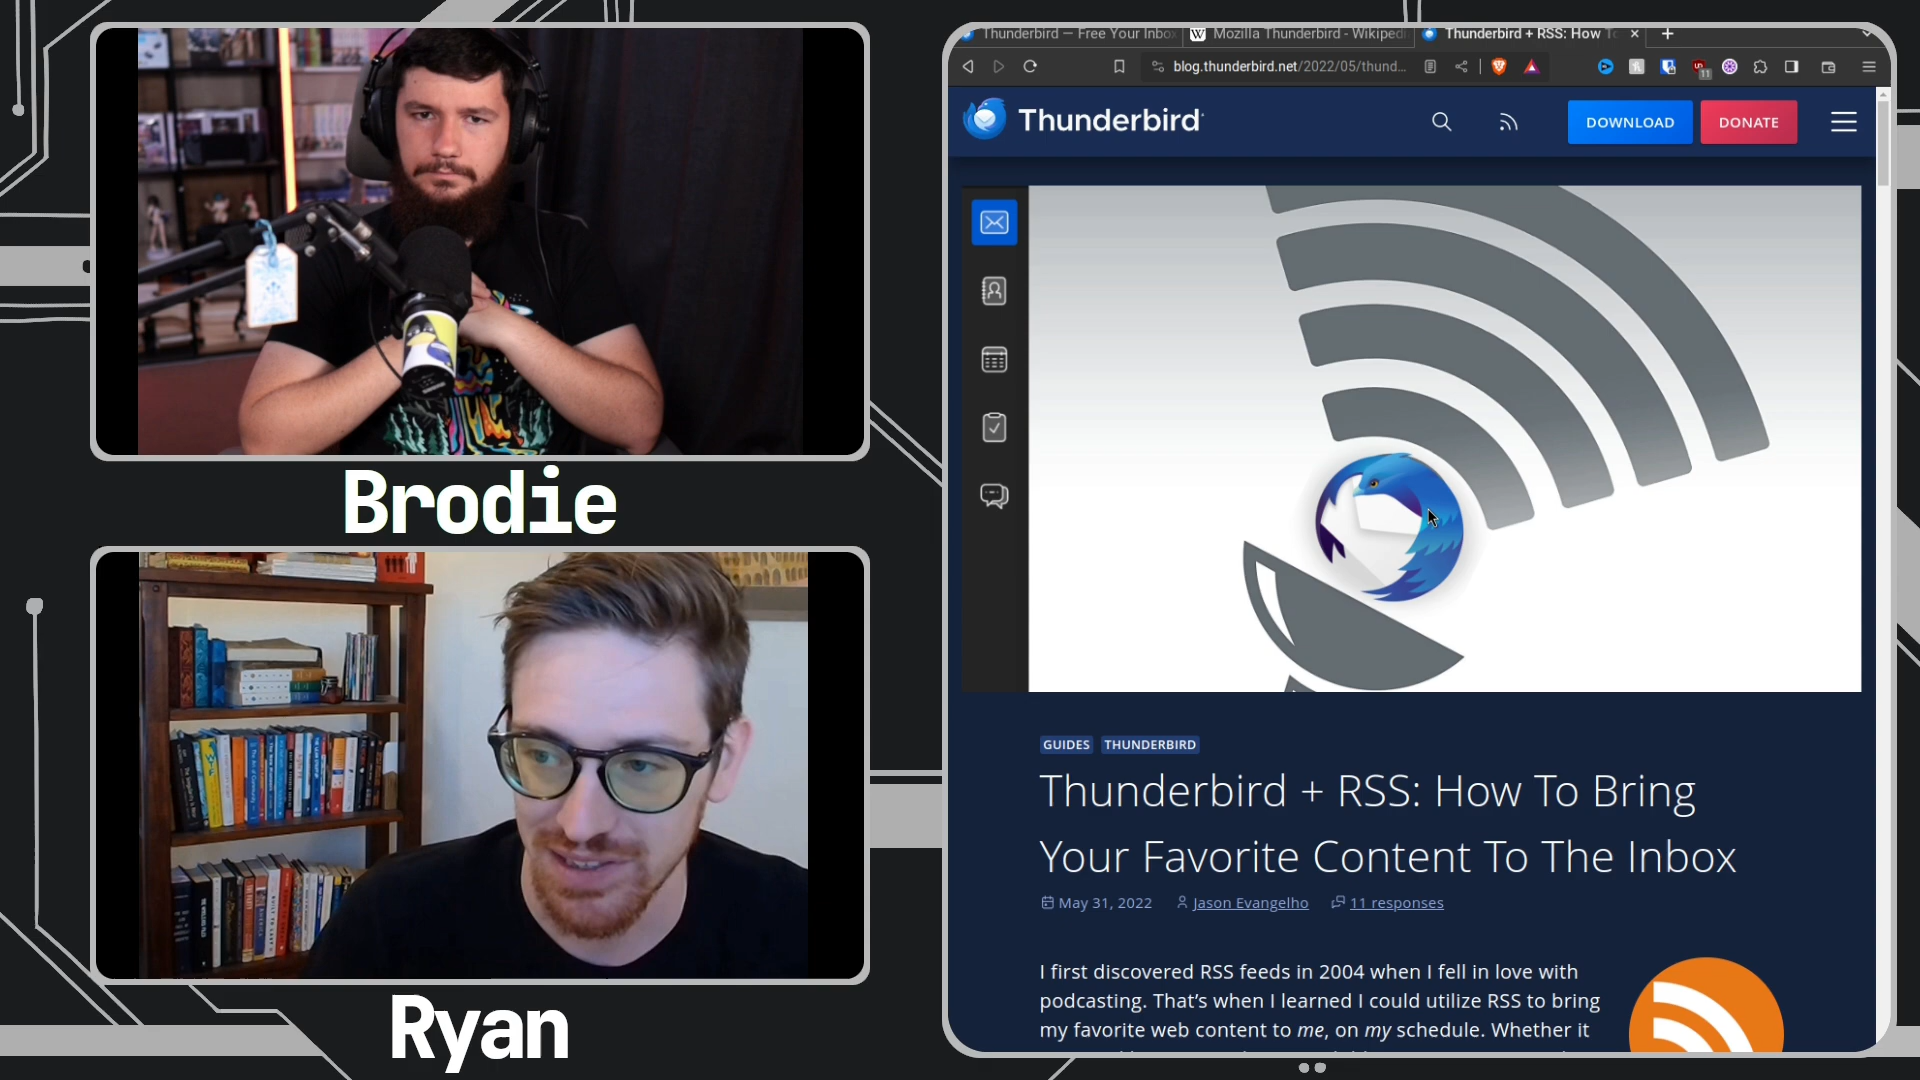 Brodie
Ryan
Thunderbird — Free Your Inbox
Mozilla Thunderbird - Wikiped
Thunderbird + RSS: How To
blog.thunderbird.net/2022/05/thund...
11
Thunderbird
DOWNLOAD
DONATE
GUIDES
THUNDERBIRD
Thunderbird + RSS: How To Bring
Your Favorite Content To The Inbox
May 31, 2022
Jason Evangelho
11 responses
I first discovered RSS feeds in 2004 when I fell in love with
podcasting. That’s when I learned I could utilize RSS to bring
my favorite web content to me, on my schedule. Whether it